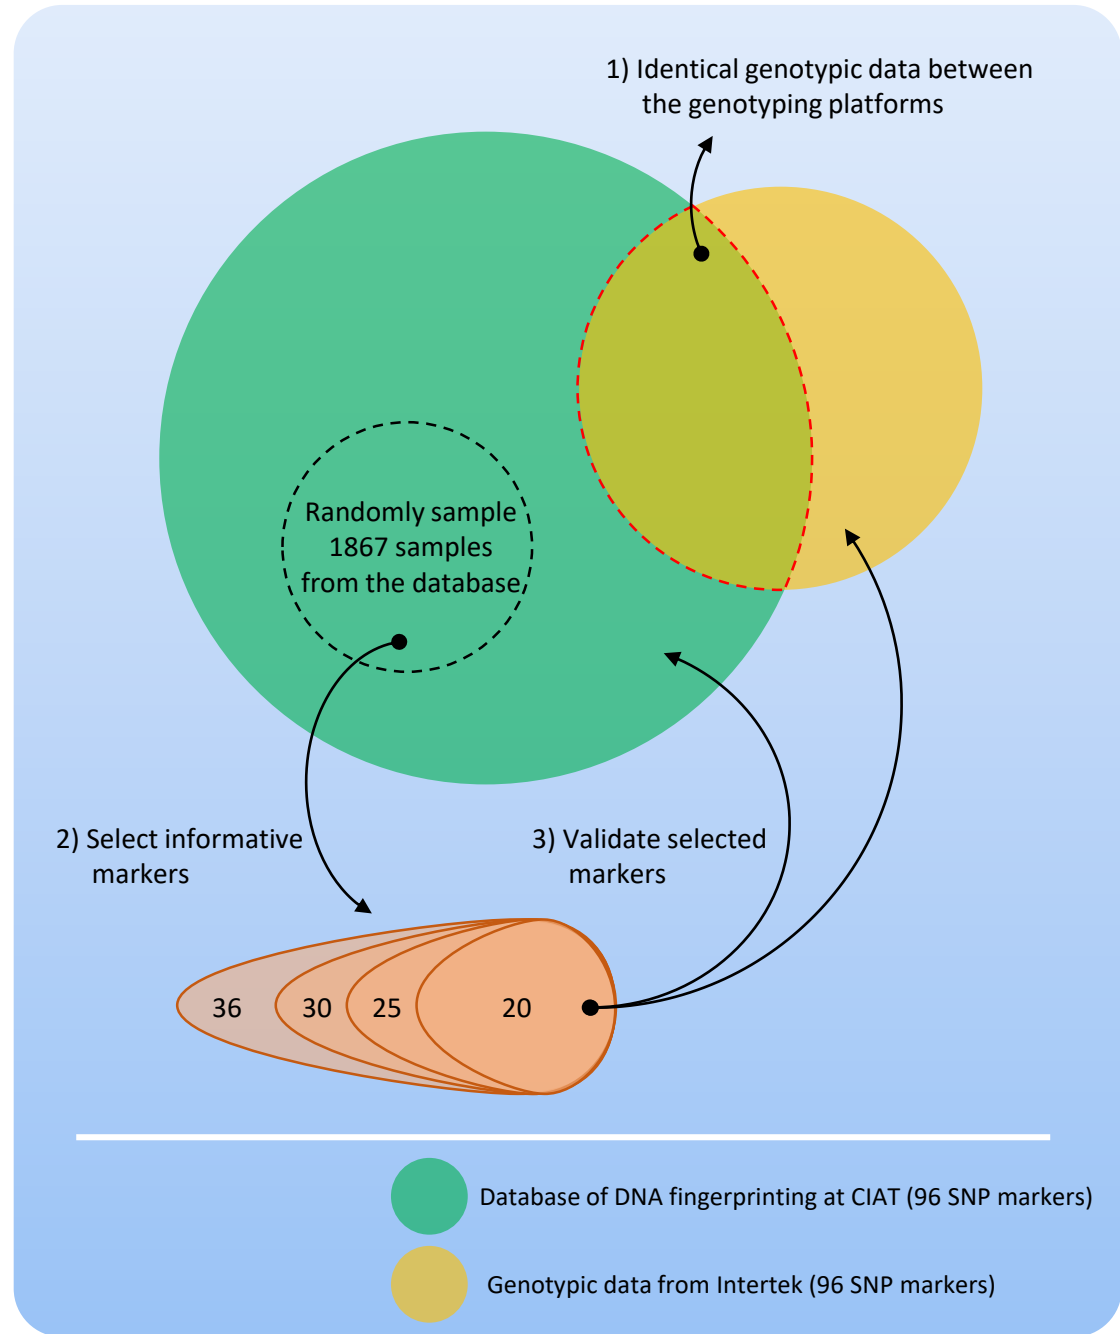 1) Identical genotypic data between
the genotyping platforms
Randomly sample
1867 samples
from the database
2) Select informative
markers
3) Validate selected
markers
36
30
25
20
Database of DNA fingerprinting at CIAT (96 SNP markers)
Genotypic data from Intertek (96 SNP markers)